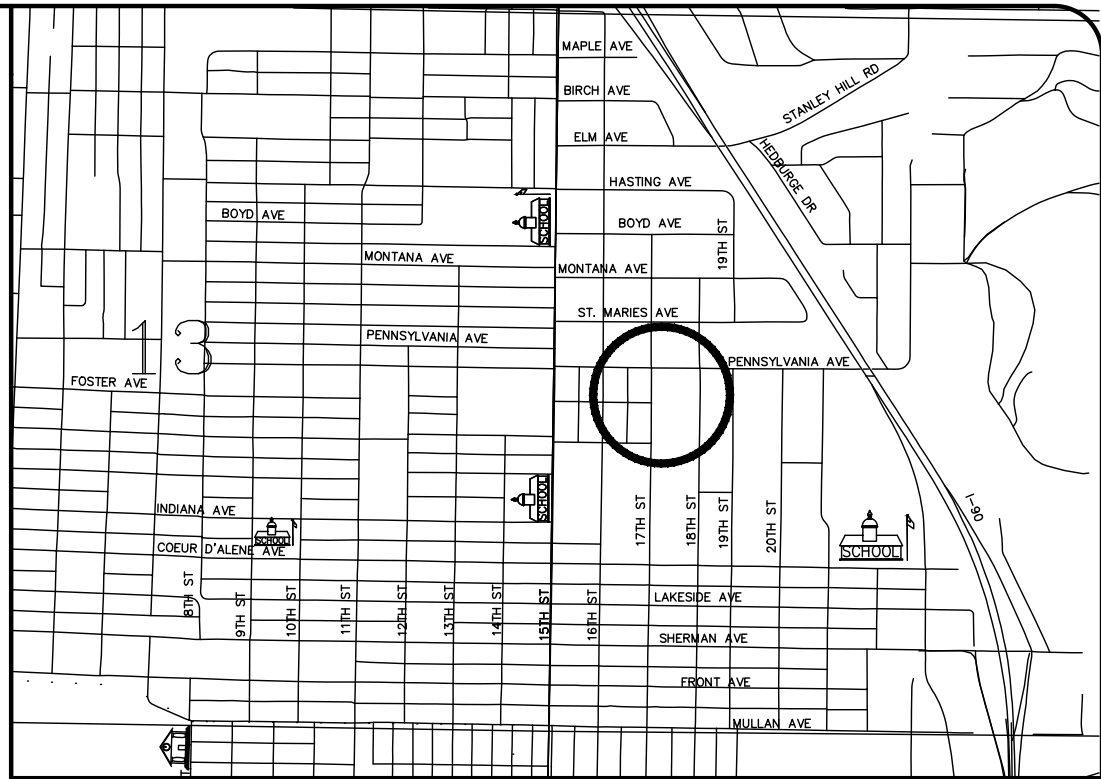 MAPLE AVE
BIRCH AVE
STANLEY HILL RD
ELM AVE
HEDBURGE DR
HASTING AVE
BOYD AVE
SCHOOL
BOYD AVE
19TH ST
MONTANA AVE
MONTANA AVE
ST. MARIES AVE
13
PENNSYLVANIA AVE
PENNSYLVANIA AVE
FOSTER AVE
INDIANA AVE
SCHOOL
17TH ST
18TH ST
19TH ST
20TH ST
I-90
SCHOOL
COEUR D'ALENE AVE
SCHOOL
8TH ST
9TH ST
10TH ST
11TH ST
12TH ST
13TH ST
14TH ST
15TH ST
16TH ST
LAKESIDE AVE
SHERMAN AVE
FRONT AVE
MULLAN AVE